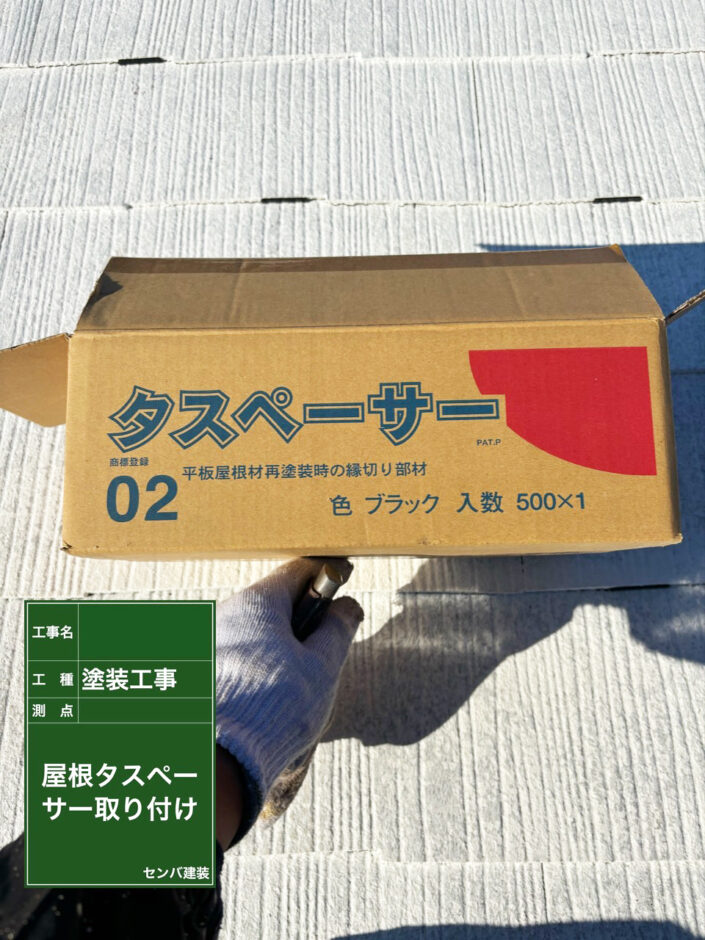 タスペーサー
PAT.P
商標登録
02
平板屋根材再塗装時の縁切り部材
色 ブラック 入数 500×1
工事名
工種 塗装工事
測点
屋根タスペー
サー取り付け
センバ建装